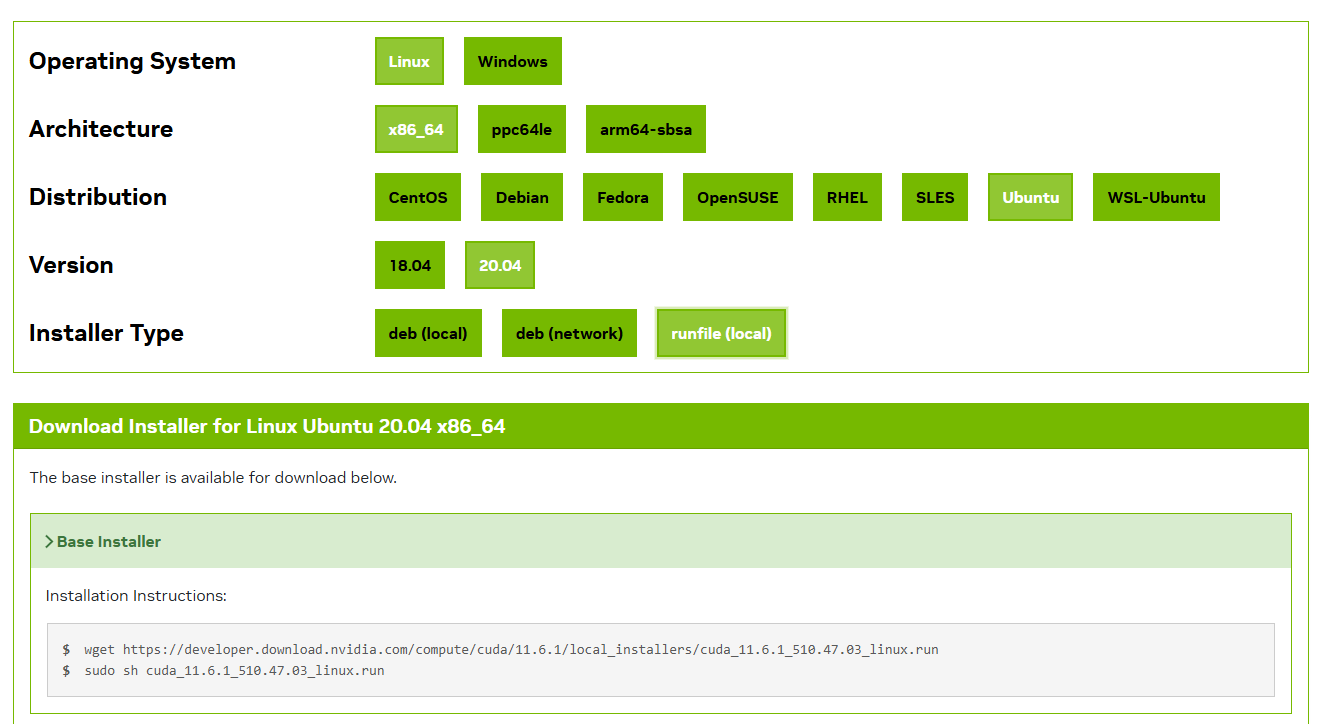 Operating System Linux Windows
Architecture x86_64 ppc64le arm64-sbsa
Distribution CentOS Debian Fedora OpenSUSE RHEL SLES Ubuntu WSL-Ubuntu
Version 18.04 20.04
Installer Type deb (local) deb (network) runfile (local)
Download Installer for Linux Ubuntu 20.04 x86_64
The base installer is available for download below.
Base Installer
Installation Instructions:
$ wget https://developer.download.nvidia.com/compute/cuda/11.6.1/local_installers/cuda_11.6.1_510.47.03_linux.run
$ sudo sh cuda_11.6.1_510.47.03_linux.run